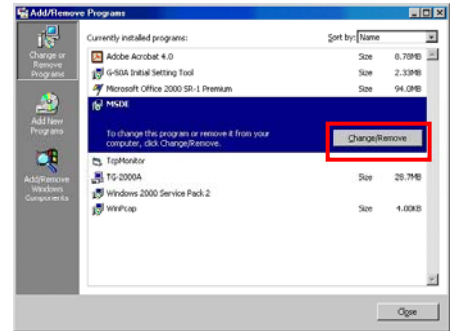 Add/Remove Programs
Change or
Remove
Programs
Add New
Programs
Add/Remove
Windows
Components
Currently installed programs:
Sort by: Name
Adobe Acrobat 4.0 Size 8.78MB
G-50A Initial Setting Tool Size 2.33MB
Microsoft Office 2000 SR-1 Premium Size 94.0MB
MSDE
To change this program or remove it from your
computer, click Change/Remove.
Change/Remove
TcpMonitor
TG-2000A Size 28.7MB
Windows 2000 Service Pack 2
WinPcap Size 4.00KB
Close